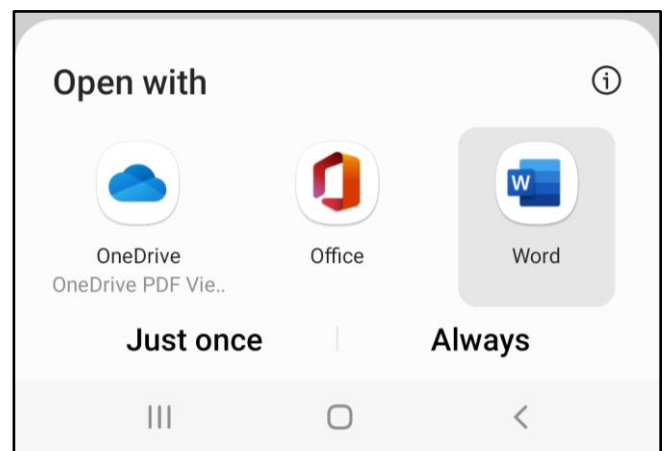 Open with
OneDrive Office Word
OneDrive PDF Vie..
Just once Always